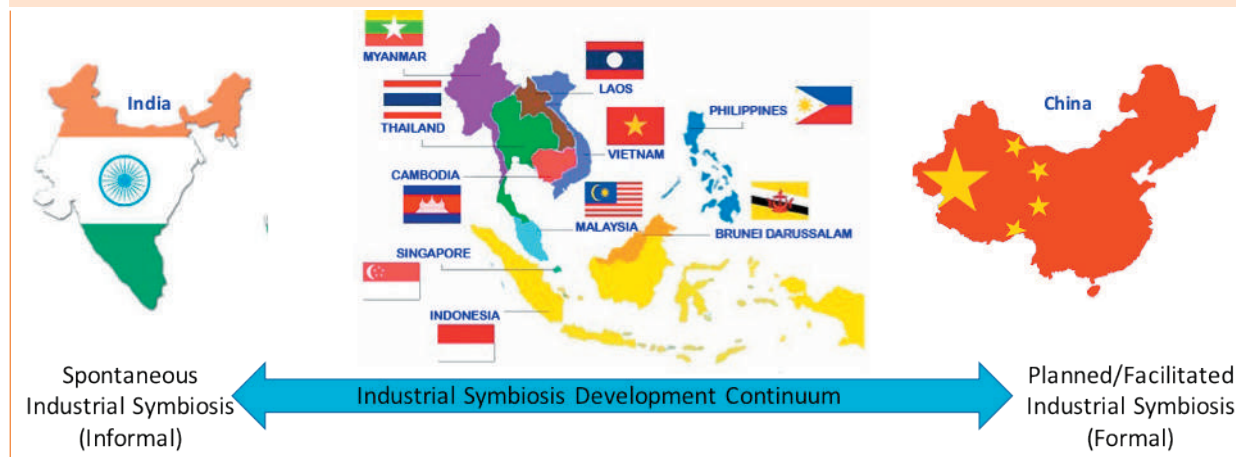 India
MYANMAR
LAOS
THAILAND
PHILIPPINES
VIETNAM
CAMBODIA
MALAYSIA
BRUNEI DARUSSALAM
SINGAPORE
INDONESIA
China
Spontaneous
Industrial Symbiosis
(Informal)
Industrial Symbiosis Development Continuum
Planned/Facilitated
Industrial Symbiosis
(Formal)